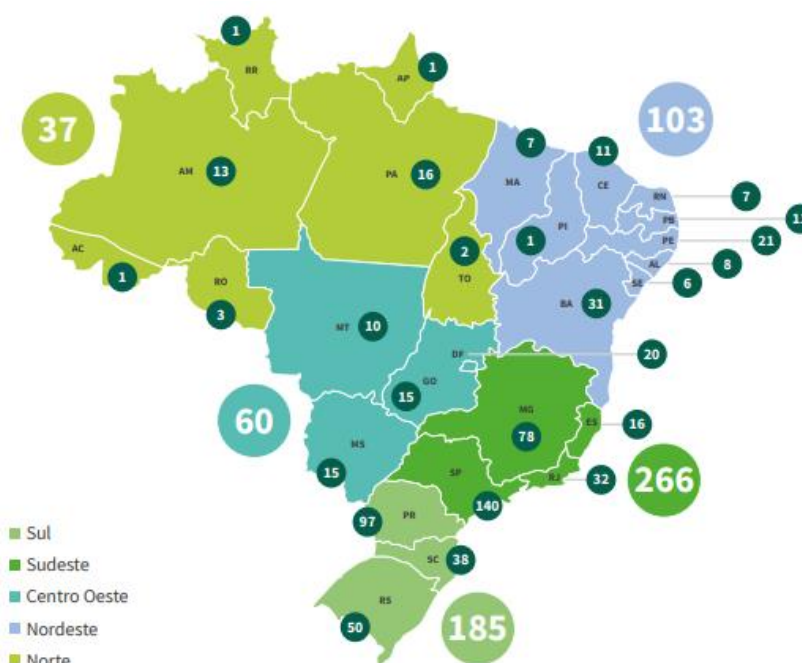 1
RR
AP
1
37
103
7
11
AM
13
PA
16
MA
CE
RN
7
PB
11
PI
1
PE
21
AC
1
RO
3
2
TO
AL
8
SE
6
BA
31
MT
10
DF
20
GO
15
60
MG
78
ES
16
MS
15
SP
140
RJ
32
266
97
PR
SC
38
RS
50
185
Sul
Sudeste
Centro Oeste
Nordeste
Norte